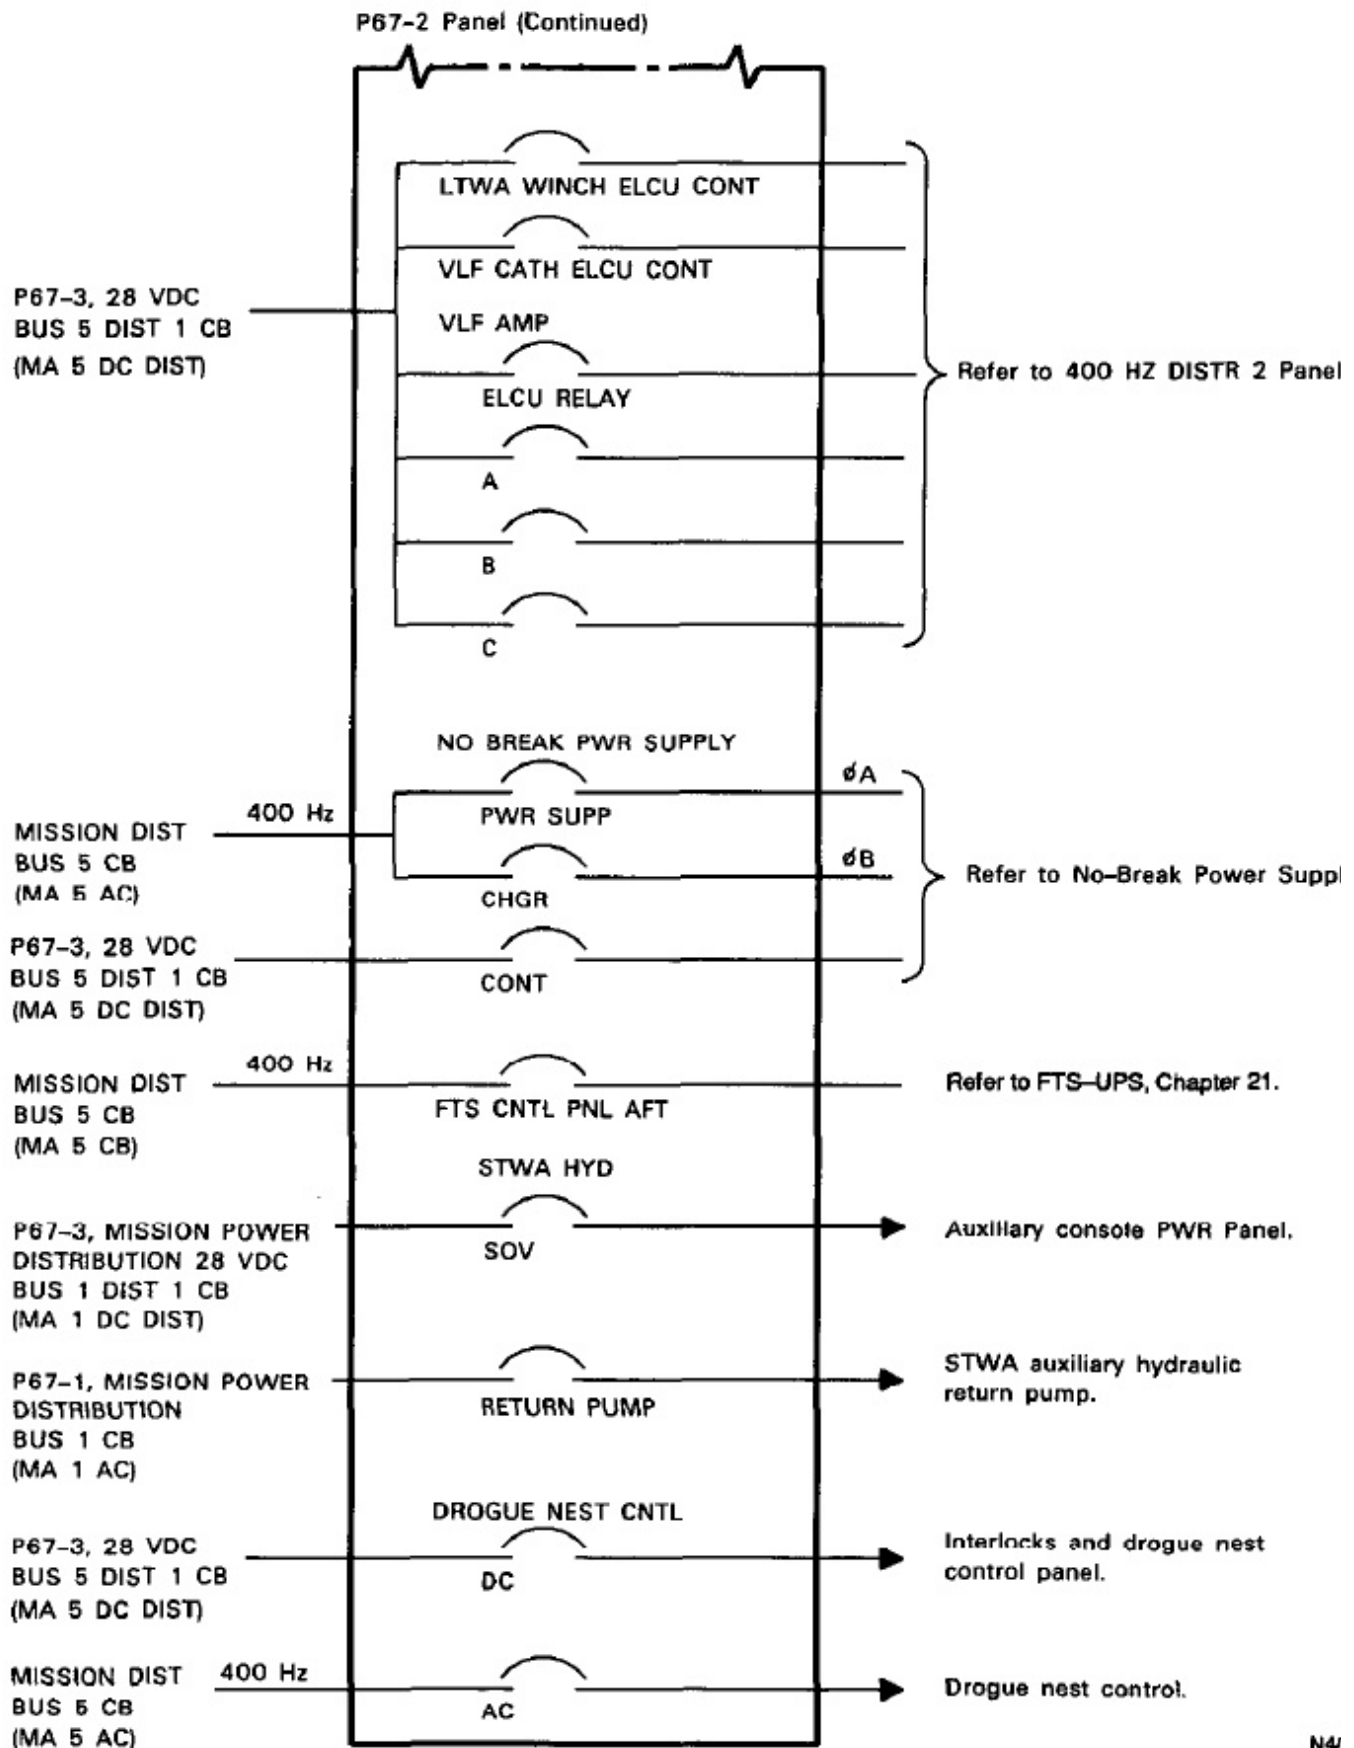 P67-2 Panel (Continued)
LTWA WINCH ELCU CONT
VLF CATH ELCU CONT
P67-3, 28 VDC
BUS 5 DIST 1 CB
(MA 5 DC DIST)
VLF AMP
ELCU RELAY
Refer to 400 HZ DISTR 2 Panel
A
B
C
NO BREAK PWR SUPPLY
MISSION DIST
BUS 5 CB
(MA 5 AC)
400 Hz
PWR SUPP
ØA
CHGR
ØB
Refer to No-Break Power Suppl
P67-3, 28 VDC
BUS 5 DIST 1 CB
(MA 5 DC DIST)
CONT
MISSION DIST
BUS 5 CB
(MA 5 CB)
400 Hz
FTS CNTL PNL AFT
Refer to FTS-UPS, Chapter 21.
STWA HYD
P67-3, MISSION POWER
DISTRIBUTION 28 VDC
BUS 1 DIST 1 CB
(MA 1 DC DIST)
SOV
Auxiliary console PWR Panel.
P67-1, MISSION POWER
DISTRIBUTION
BUS 1 CB
(MA 1 AC)
RETURN PUMP
STWA auxiliary hydraulic
return pump.
DROGUE NEST CNTL
P67-3, 28 VDC
BUS 5 DIST 1 CB
(MA 5 DC DIST)
DC
Interlocks and drogue nest
control panel.
MISSION DIST
BUS 5 CB
(MA 5 AC)
400 Hz
AC
Drogue nest control.